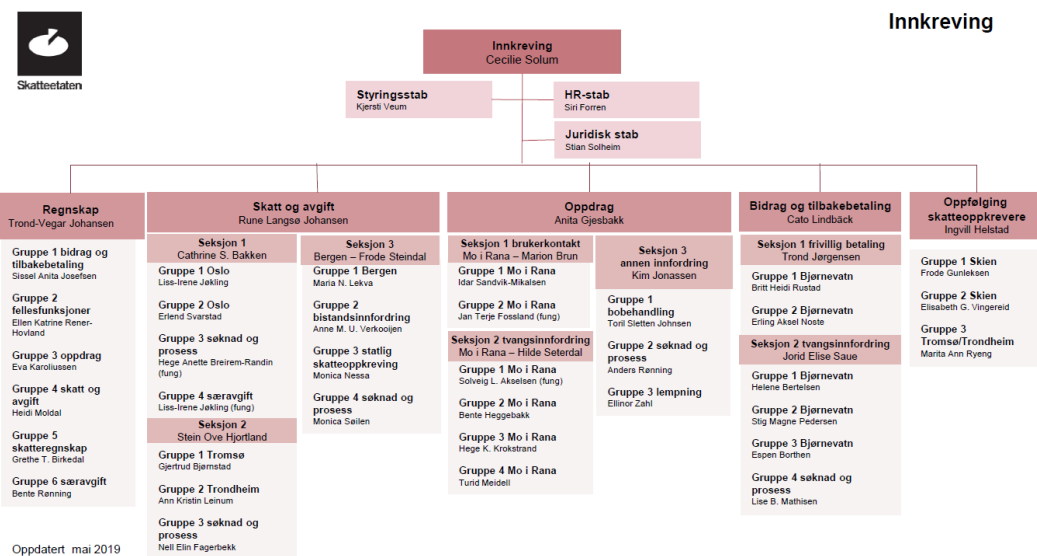 Innkreving
Skatteetaten
Innkreving
Cecilie Solum
Styringsstab
Kjersti Veum
HR-stab
Siri Forren
Juridisk stab
Stian Solheim
Regnskap
Trond-Vegar Johansen
Gruppe 1 bidrag og
tilbakebetaling
Sissel Anita Josefsen
Gruppe 2
fellesfunksjoner
Ellen Katrine Rener-
Hovland
Gruppe 3 oppdrag
Eva Karoliussen
Gruppe 4 skatt og
avgift
Heidi Moldal
Gruppe 5
skatteregnskap
Grethe T. Birkedal
Gruppe 6 særavgift
Bente Rønning
Skatt og avgift
Rune Langsø Johansen
Seksjon 1
Cathrine S. Bakken
Gruppe 1 Oslo
Liss-Irene Jøkling
Gruppe 2 Oslo
Erlend Svarstad
Gruppe 3 søknad og
prosess
Hege Anette Breirem-Randin
(fung)
Gruppe 4 særavgift
Liss-Irene Jøkling (fung)
Seksjon 2
Stein Ove Hjortland
Gruppe 1 Tromsø
Gjertrud Bjørnstad
Gruppe 2 Trondheim
Ann Kristin Leinum
Gruppe 3 søknad og
prosess
Nell Elin Fagerbekk
Seksjon 3
Bergen – Frode Steindal
Gruppe 1 Bergen
Maria N. Lekva
Gruppe 2
bistandsinnfordring
Anne M. U. Verkooijen
Gruppe 3 statlig
skatteoppkreving
Monica Nessa
Gruppe 4 søknad og
prosess
Monica Søilen
Oppdrag
Anita Gjesbakk
Seksjon 1 brukerkontakt
Mo i Rana – Marion Brun
Gruppe 1 Mo i Rana
Idar Sandvik-Mikalsen
Gruppe 2 Mo i Rana
Jan Terje Fossland (fung)
Seksjon 2 tvangsinnfordring
Mo i Rana – Hilde Seterdal
Gruppe 1 Mo i Rana
Solveig L. Akselsen (fung)
Gruppe 2 Mo i Rana
Bente Heggebakk
Gruppe 3 Mo i Rana
Hege K. Krokstrand
Gruppe 4 Mo i Rana
Turid Meidell
Seksjon 3
annen innfordring
Kim Jonassen
Gruppe 1
bobehandling
Toril Sletten Johnsen
Gruppe 2 søknad og
prosess
Anders Rønning
Gruppe 3 lempning
Ellinor Zahl
Bidrag og tilbakebetaling
Cato Lindbäck
Seksjon 1 frivillig betaling
Trond Jørgensen
Gruppe 1 Bjørnevatn
Britt Heidi Rustad
Gruppe 2 Bjørnevatn
Erling Aksel Noste
Seksjon 2 tvangsinnfordring
Jorid Elise Saue
Gruppe 1 Bjørnevatn
Helene Bertelsen
Gruppe 2 Bjørnevatn
Stig Magne Pedersen
Gruppe 3 Bjørnevatn
Espen Borthen
Gruppe 4 søknad og
prosess
Lise B. Mathisen
Oppfølging
skatteoppkrevere
Ingvill Helstad
Gruppe 1 Skien
Frode Gunleksen
Gruppe 2 Skien
Elisabeth G. Vingereid
Gruppe 3
Tromsø/Trondheim
Marita Ann Ryeng
Oppdatert mai 2019